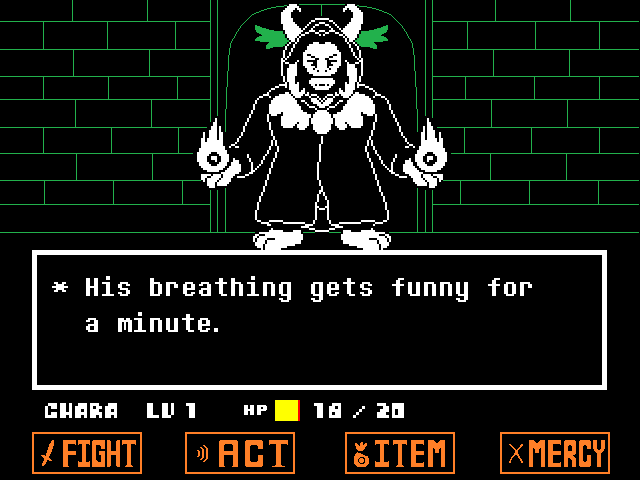 * His breathing gets funny for
a minute.
CHARA LV 1 HP 18 / 20
FIGHT ACT ITEM MERCY